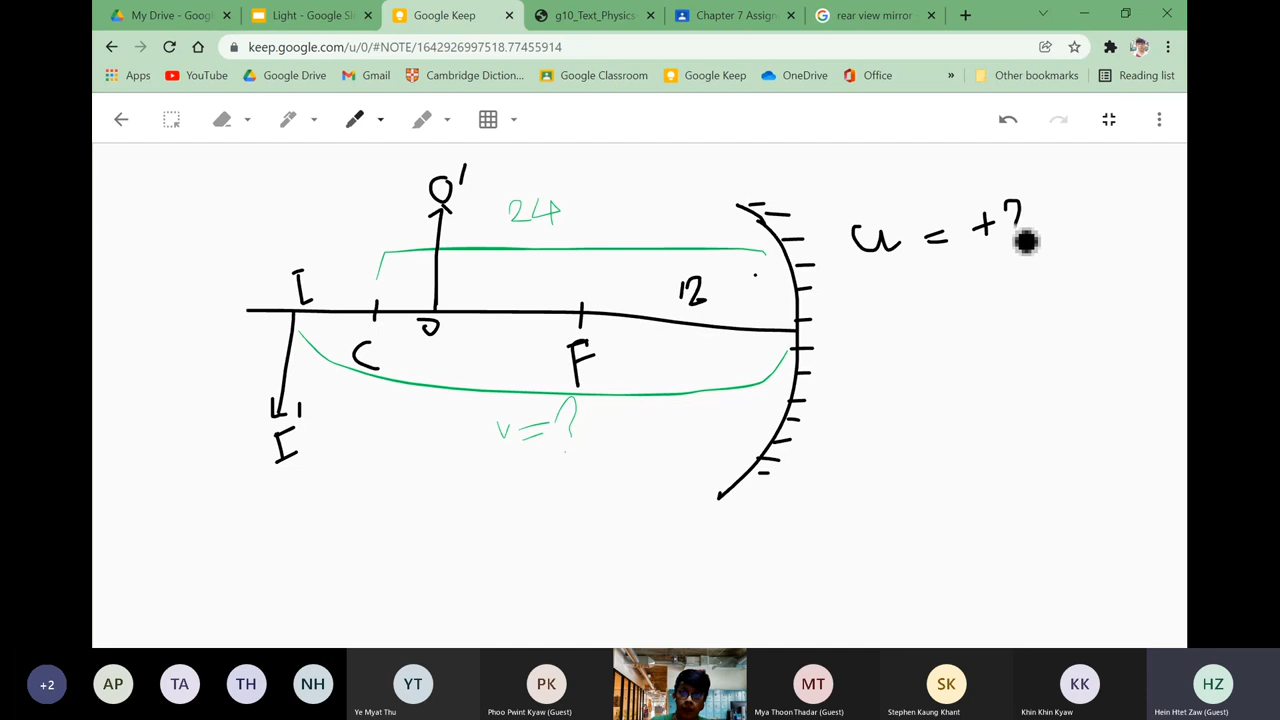 My Drive - Googl
Light - Google Sli
Google Keep
g10_Text_Physics-
Chapter 7 Assign
rear view mirror -
keep.google.com/u/0/#NOTE/1642926997518.77455914
Apps
YouTube
Google Drive
Gmail
Cambridge Diction...
Google Classroom
Google Keep
OneDrive
Office
»
Other bookmarks
Reading list
O'
24
u = +?
I
12
O
C
F
v = ?
I'
+2
AP
TA
TH
NH
YT
PK
MT
SK
KK
HZ
Ye Myat Thu
Phoo Pwint Kyaw (Guest)
Mya Thoon Thadar (Guest)
Stephen Kaung Khant
Khin Khin Kyaw
Hein Htet Zaw (Guest)